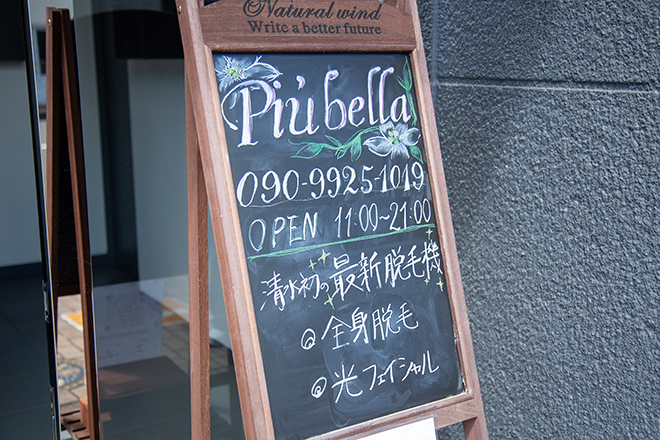 Natural wind
Write a better future
Più bella
090-9925-1019
OPEN 11:00~21:00
清水初の最新脱毛機
◎全身脱毛
◎光フェイシャル